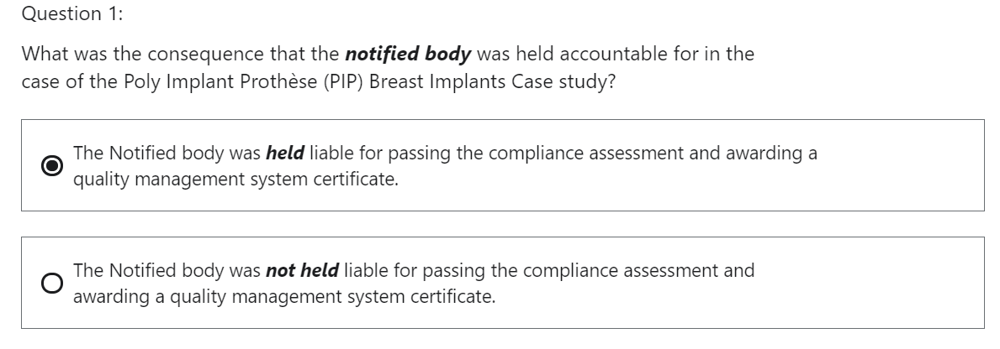 Question 1:
What was the consequence that the notified body was held accountable for in the
case of the Poly Implant Prothèse (PIP) Breast Implants Case study?
The Notified body was held liable for passing the compliance assessment and awarding a
quality management system certificate.
The Notified body was not held liable for passing the compliance assessment and
awarding a quality management system certificate.